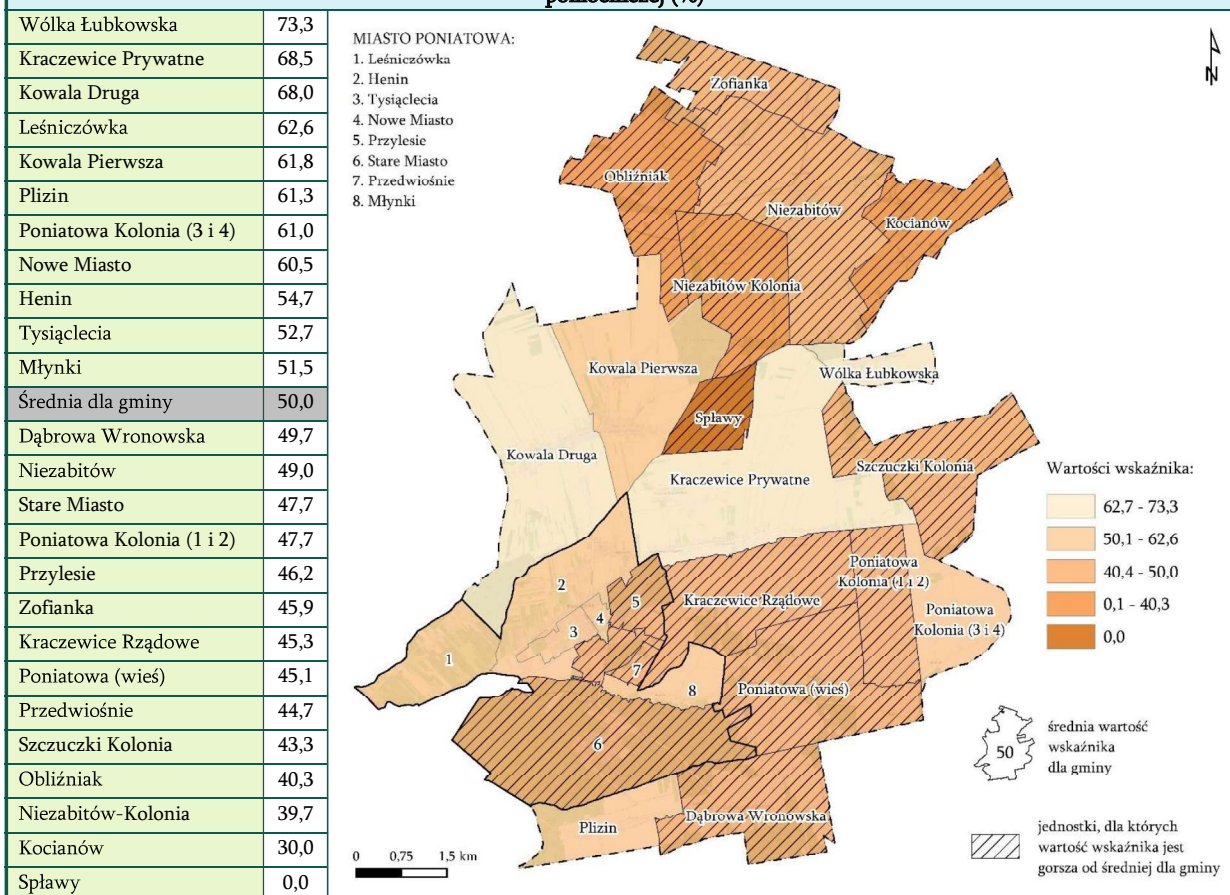 Wólka Łubkowska 73,3
Kraczewice Prywatne 68,5
Kowala Druga 68,0
Leśniczówka 62,6
Kowala Pierwsza 61,8
Plizin 61,3
Poniatowa Kolonia (3 i 4) 61,0
Nowe Miasto 60,5
Henin 54,7
Tysiąclecia 52,7
Młynki 51,5
Średnia dla gminy 50,0
Dąbrowa Wronowska 49,7
Niezabitów 49,0
Stare Miasto 47,7
Poniatowa Kolonia (1 i 2) 47,7
Przylesie 46,2
Zofianka 45,9
Kraczewice Rządowe 45,3
Poniatowa (wieś) 45,1
Przedwiośnie 44,7
Szczuczki Kolonia 43,3
Obliźniak 40,3
Niezabitów-Kolonia 39,7
Kocianów 30,0
Spławy 0,0
MIASTO PONIATOWA:
1. Leśniczówka
2. Henin
3. Tysiąclecia
4. Nowe Miasto
5. Przylesie
6. Stare Miasto
7. Przedwiośnie
8. Młynki
N
Zofianka
Obliźniak
Niezabitów
Kocianów
Niezabitów Kolonia
Kowala Pierwsza
Wólka Łubkowska
Spławy
Kowala Druga
Szczuczki Kolonia
Kraczewice Prywatne
Poniatowa
Kolonia (1 i 2)
2
5
Kraczewice Rządowe
4
3
Poniatowa
Kolonia (3 i 4)
1
7
8
Poniatowa (wieś)
6
Plizin
Dąbrowa Wronowska
0 0,75 1,5 km
Wartości wskaźnika:
62,7 - 73,3
50,1 - 62,6
40,4 - 50,0
0,1 - 40,3
0,0
50
średnia wartość
wskaźnika
dla gminy
jednostki, dla których
wartość wskaźnika jest
gorsza od średniej dla gminy